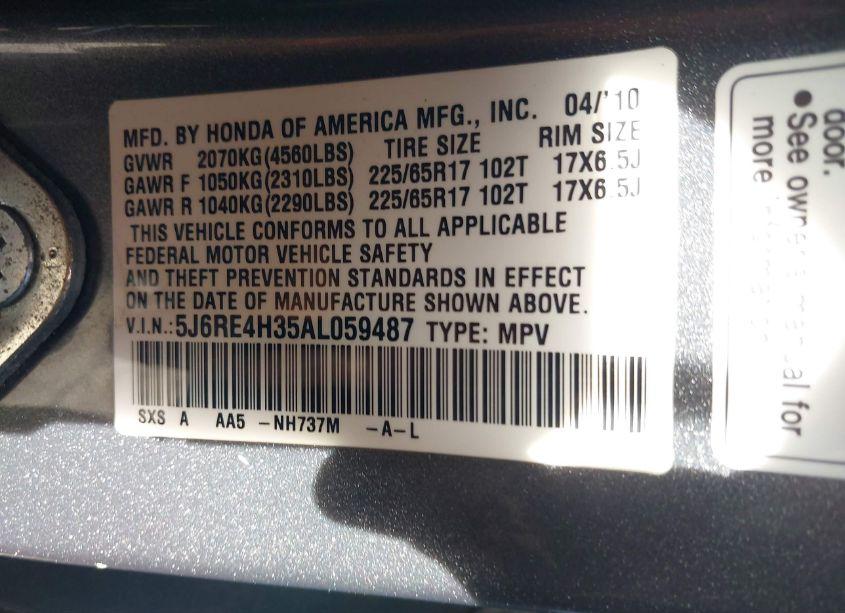 MFD. BY HONDA OF AMERICA MFG., INC. 04/'10
GVWR 2070KG(4560LBS) TIRE SIZE RIM SIZE
GAWR F 1050KG(2310LBS) 225/65R17 102T 17X6.5J
GAWR R 1040KG(2290LBS) 225/65R17 102T 17X6.5J
THIS VEHICLE CONFORMS TO ALL APPLICABLE
FEDERAL MOTOR VEHICLE SAFETY
AND THEFT PREVENTION STANDARDS IN EFFECT
ON THE DATE OF MANUFACTURE SHOWN ABOVE.
V.I.N.:5J6RE4H35AL059487 TYPE: MPV
SXS A AA5 -NH737M -A-L
door.
●See owners manual for
more